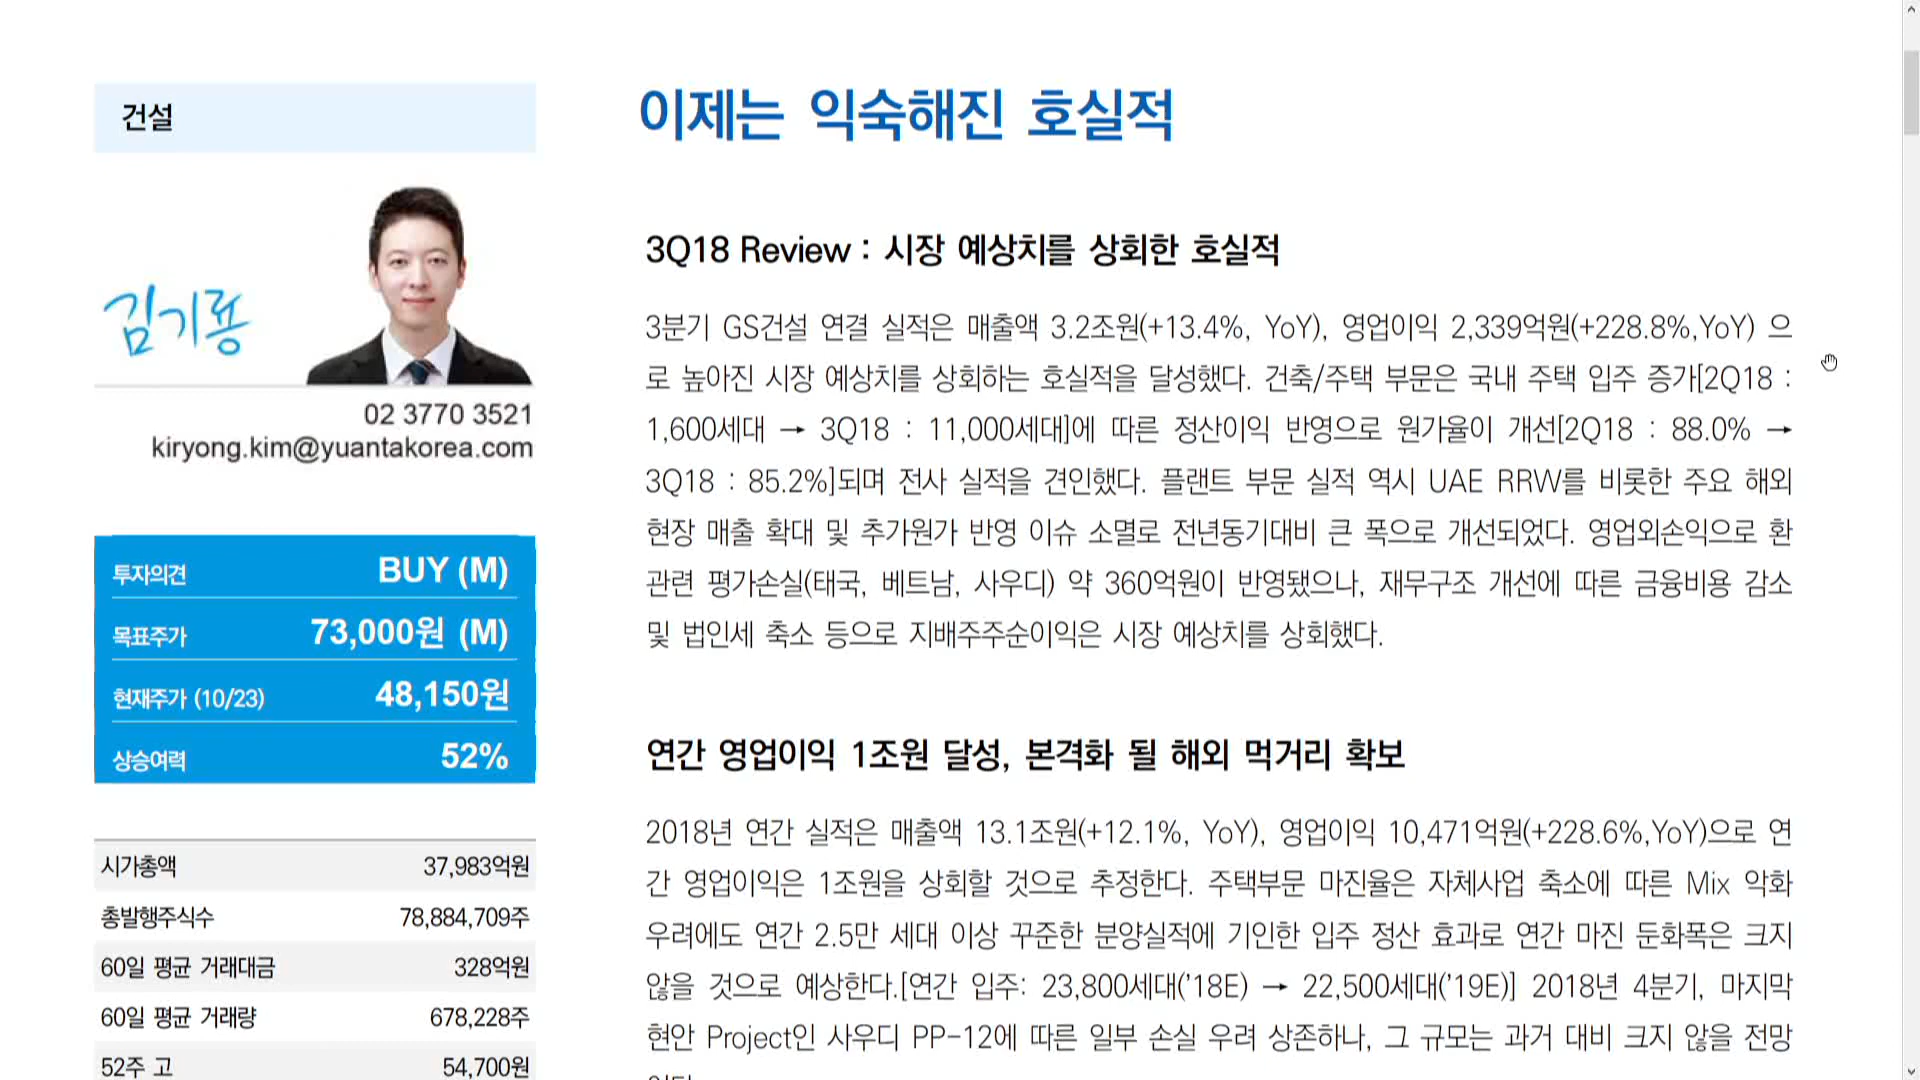 건설
김기룡
02 3770 3521
kiryong.kim@yuantakorea.com
투자의견 BUY (M)
목표주가 73,000원 (M)
현재주가 (10/23) 48,150원
상승여력 52%
시가총액 37,983억원
총발행주식수 78,884,709주
60일 평균 거래대금 328억원
60일 평균 거래량 678,228주
52주 고 54,700원
이제는 익숙해진 호실적
3Q18 Review : 시장 예상치를 상회한 호실적
3분기 GS건설 연결 실적은 매출액 3.2조원(+13.4%, YoY), 영업이익 2,339억원(+228.8%,YoY) 으
로 높아진 시장 예상치를 상회하는 호실적을 달성했다. 건축/주택 부문은 국내 주택 입주 증가[2Q18 :
1,600세대 → 3Q18 : 11,000세대]에 따른 정산이익 반영으로 원가율이 개선[2Q18 : 88.0% →
3Q18 : 85.2%]되며 전사 실적을 견인했다. 플랜트 부문 실적 역시 UAE RRW를 비롯한 주요 해외
현장 매출 확대 및 추가원가 반영 이슈 소멸로 전년동기대비 큰 폭으로 개선되었다. 영업외손익으로 환
관련 평가손실(태국, 베트남, 사우디) 약 360억원이 반영됐으나, 재무구조 개선에 따른 금융비용 감소
및 법인세 축소 등으로 지배주주순이익은 시장 예상치를 상회했다.
연간 영업이익 1조원 달성, 본격화 될 해외 먹거리 확보
2018년 연간 실적은 매출액 13.1조원(+12.1%, YoY), 영업이익 10,471억원(+228.6%,YoY)으로 연
간 영업이익은 1조원을 상회할 것으로 추정한다. 주택부문 마진율은 자체사업 축소에 따른 Mix 악화
우려에도 연간 2.5만 세대 이상 꾸준한 분양실적에 기인한 입주 정산 효과로 연간 마진 둔화폭은 크지
않을 것으로 예상한다.[연간 입주: 23,800세대('18E) → 22,500세대('19E)] 2018년 4분기, 마지막
현안 Project인 사우디 PP-12에 따른 일부 손실 우려 상존하나, 그 규모는 과거 대비 크지 않을 전망